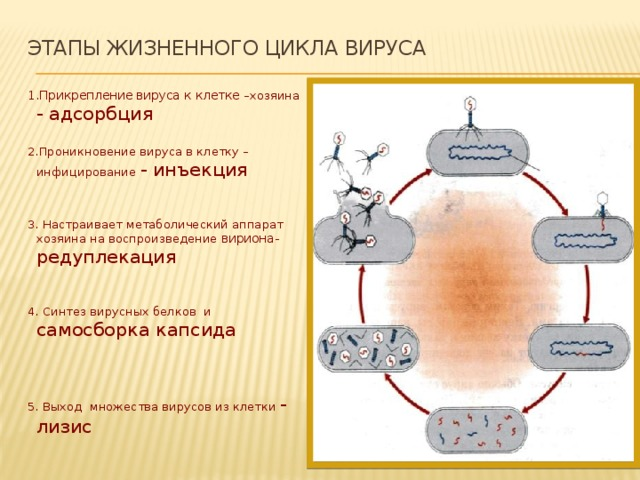 ЭТАПЫ ЖИЗНЕННОГО ЦИКЛА ВИРУСА
1.Прикрепление вируса к клетке –хозяина
- адсорбция
2.Проникновение вируса в клетку –
инфицирование - инъекция
3. Настраивает метаболический аппарат
хозяина на воспроизведение вириона-
редуплекация
4. Синтез вирусных белков и
самосборка капсида
5. Выход множества вирусов из клетки -
лизис